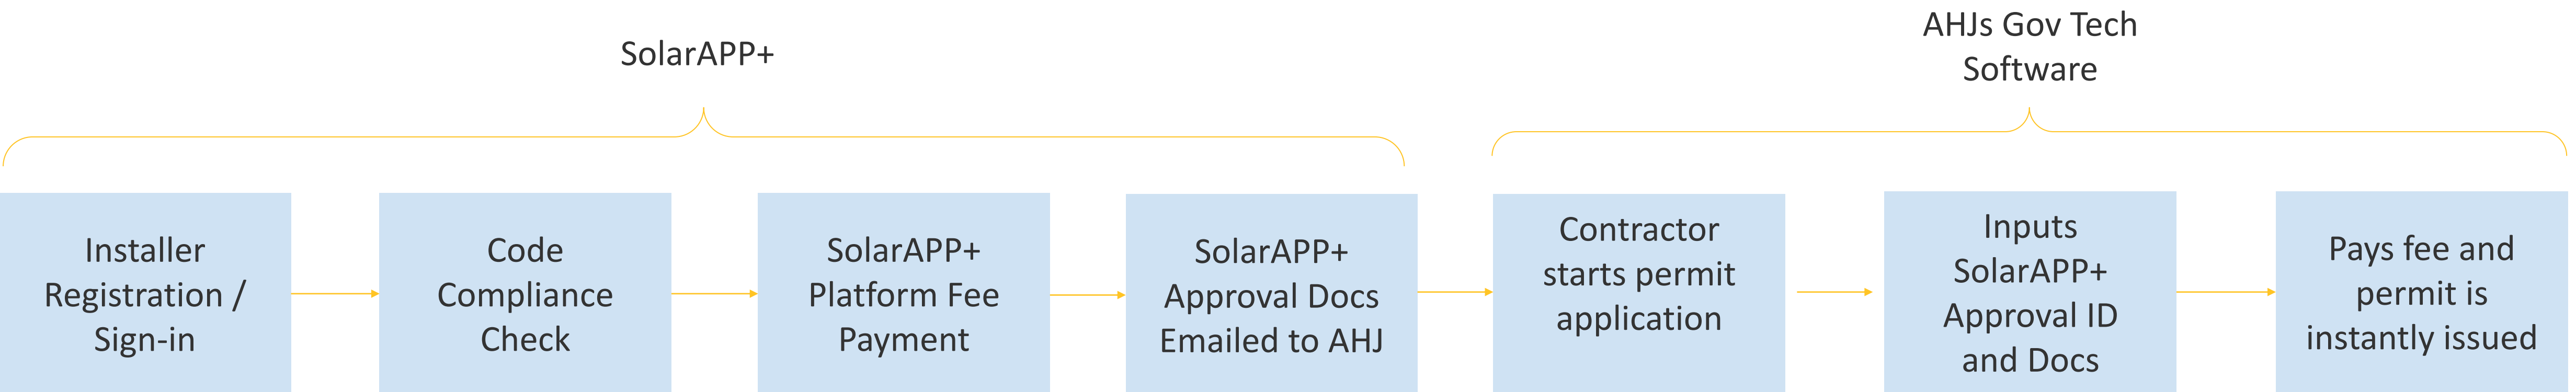 SolarAPP+
AHJs Gov Tech
Software
Installer
Registration /
Sign-in
Code
Compliance
Check
SolarAPP+
Platform Fee
Payment
SolarAPP+
Approval Docs
Emailed to AHJ
Contractor
starts permit
application
Inputs
SolarAPP+
Approval ID
and Docs
Pays fee and
permit is
instantly issued